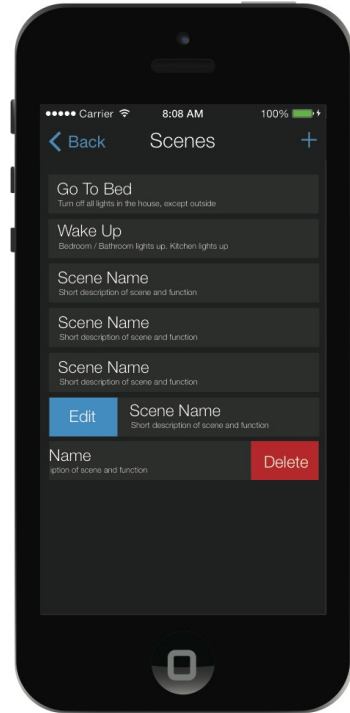 Carrier 8:08 AM 100%
Back Scenes +
Go To Bed
Turn off all lights in the house, except outside
Wake Up
Bedroom / Bathroom lights up. Kitchen lights up
Scene Name
Short description of scene and function
Scene Name
Short description of scene and function
Scene Name
Short description of scene and function
Edit Scene Name
Short description of scene and function
Name Delete
iption of scene and function